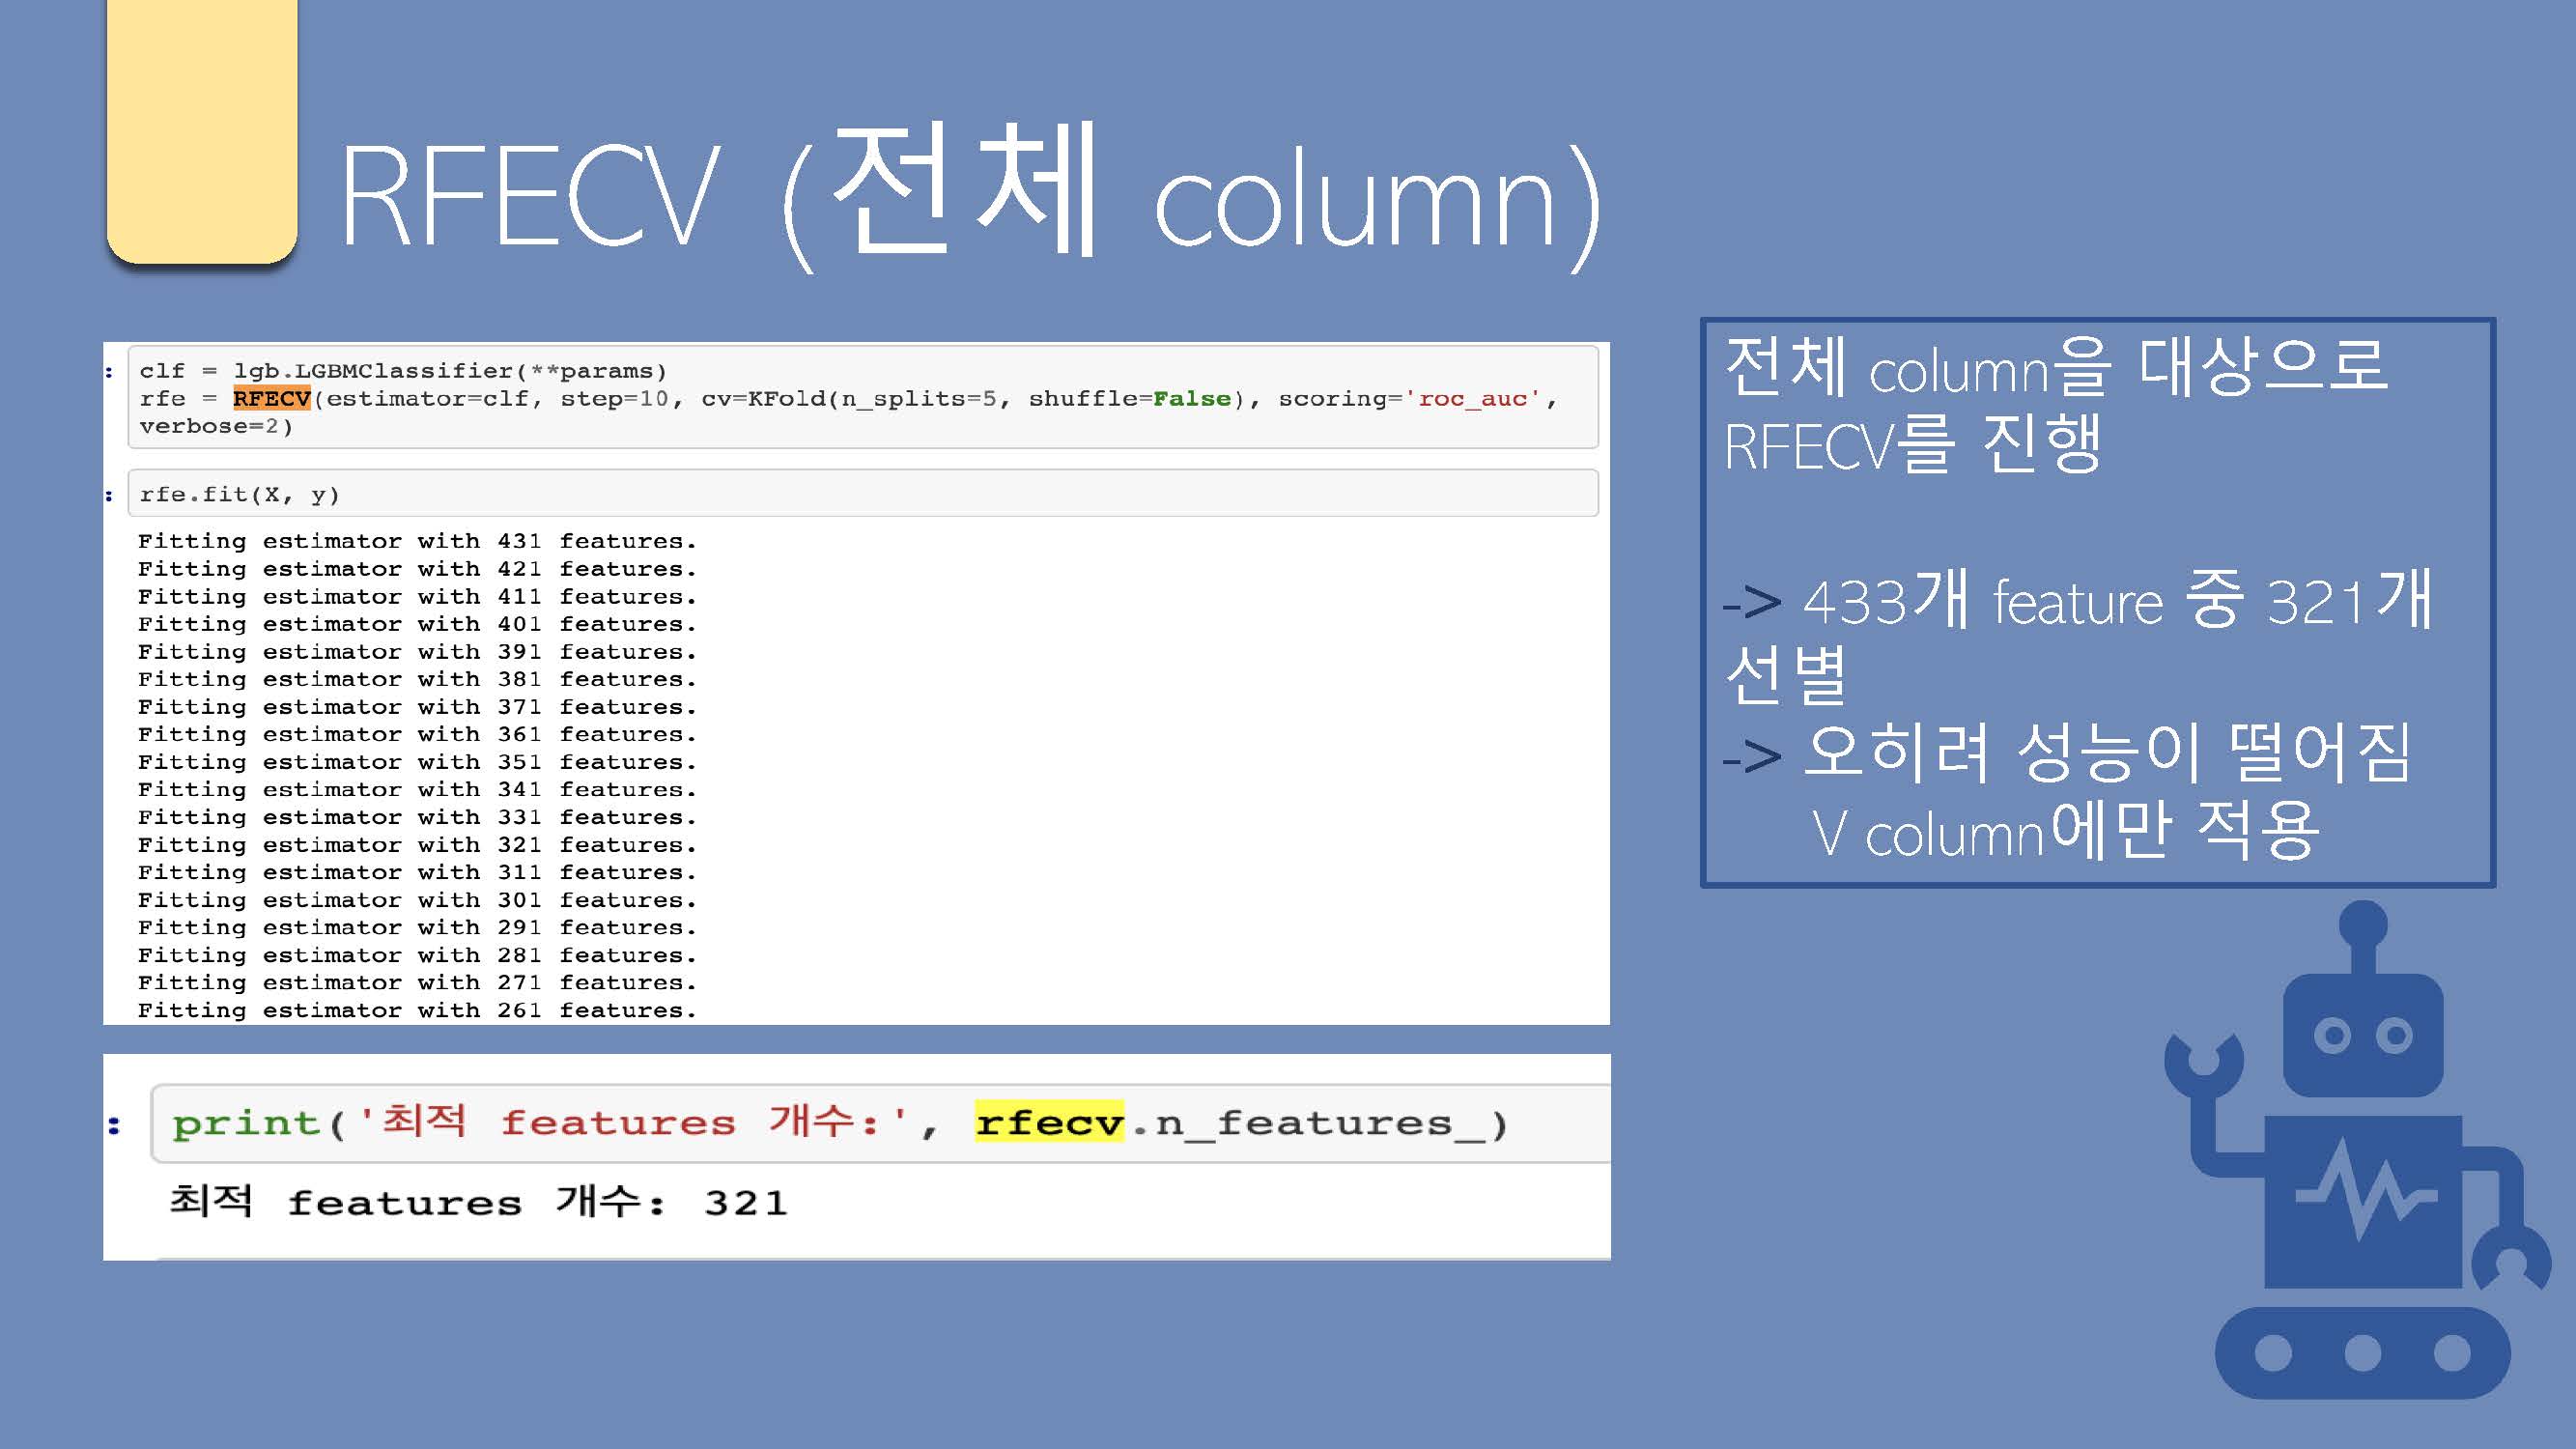 RFECV (전체 column)
: clf = lgb.LGBMClassifier(**params)
rfe = RFECV(estimator=clf, step=10, cv=KFold(n_splits=5, shuffle=False), scoring='roc_auc',
verbose=2)
: rfe.fit(X, y)
Fitting estimator with 431 features.
Fitting estimator with 421 features.
Fitting estimator with 411 features.
Fitting estimator with 401 features.
Fitting estimator with 391 features.
Fitting estimator with 381 features.
Fitting estimator with 371 features.
Fitting estimator with 361 features.
Fitting estimator with 351 features.
Fitting estimator with 341 features.
Fitting estimator with 331 features.
Fitting estimator with 321 features.
Fitting estimator with 311 features.
Fitting estimator with 301 features.
Fitting estimator with 291 features.
Fitting estimator with 281 features.
Fitting estimator with 271 features.
Fitting estimator with 261 features.
: print('최적 features 개수:', rfecv.n_features_)
최적 features 개수: 321
전체 column을 대상으로
RFECV를 진행
-> 433개 feature 중 321개
선별
-> 오히려 성능이 떨어짐
V column에만 적용